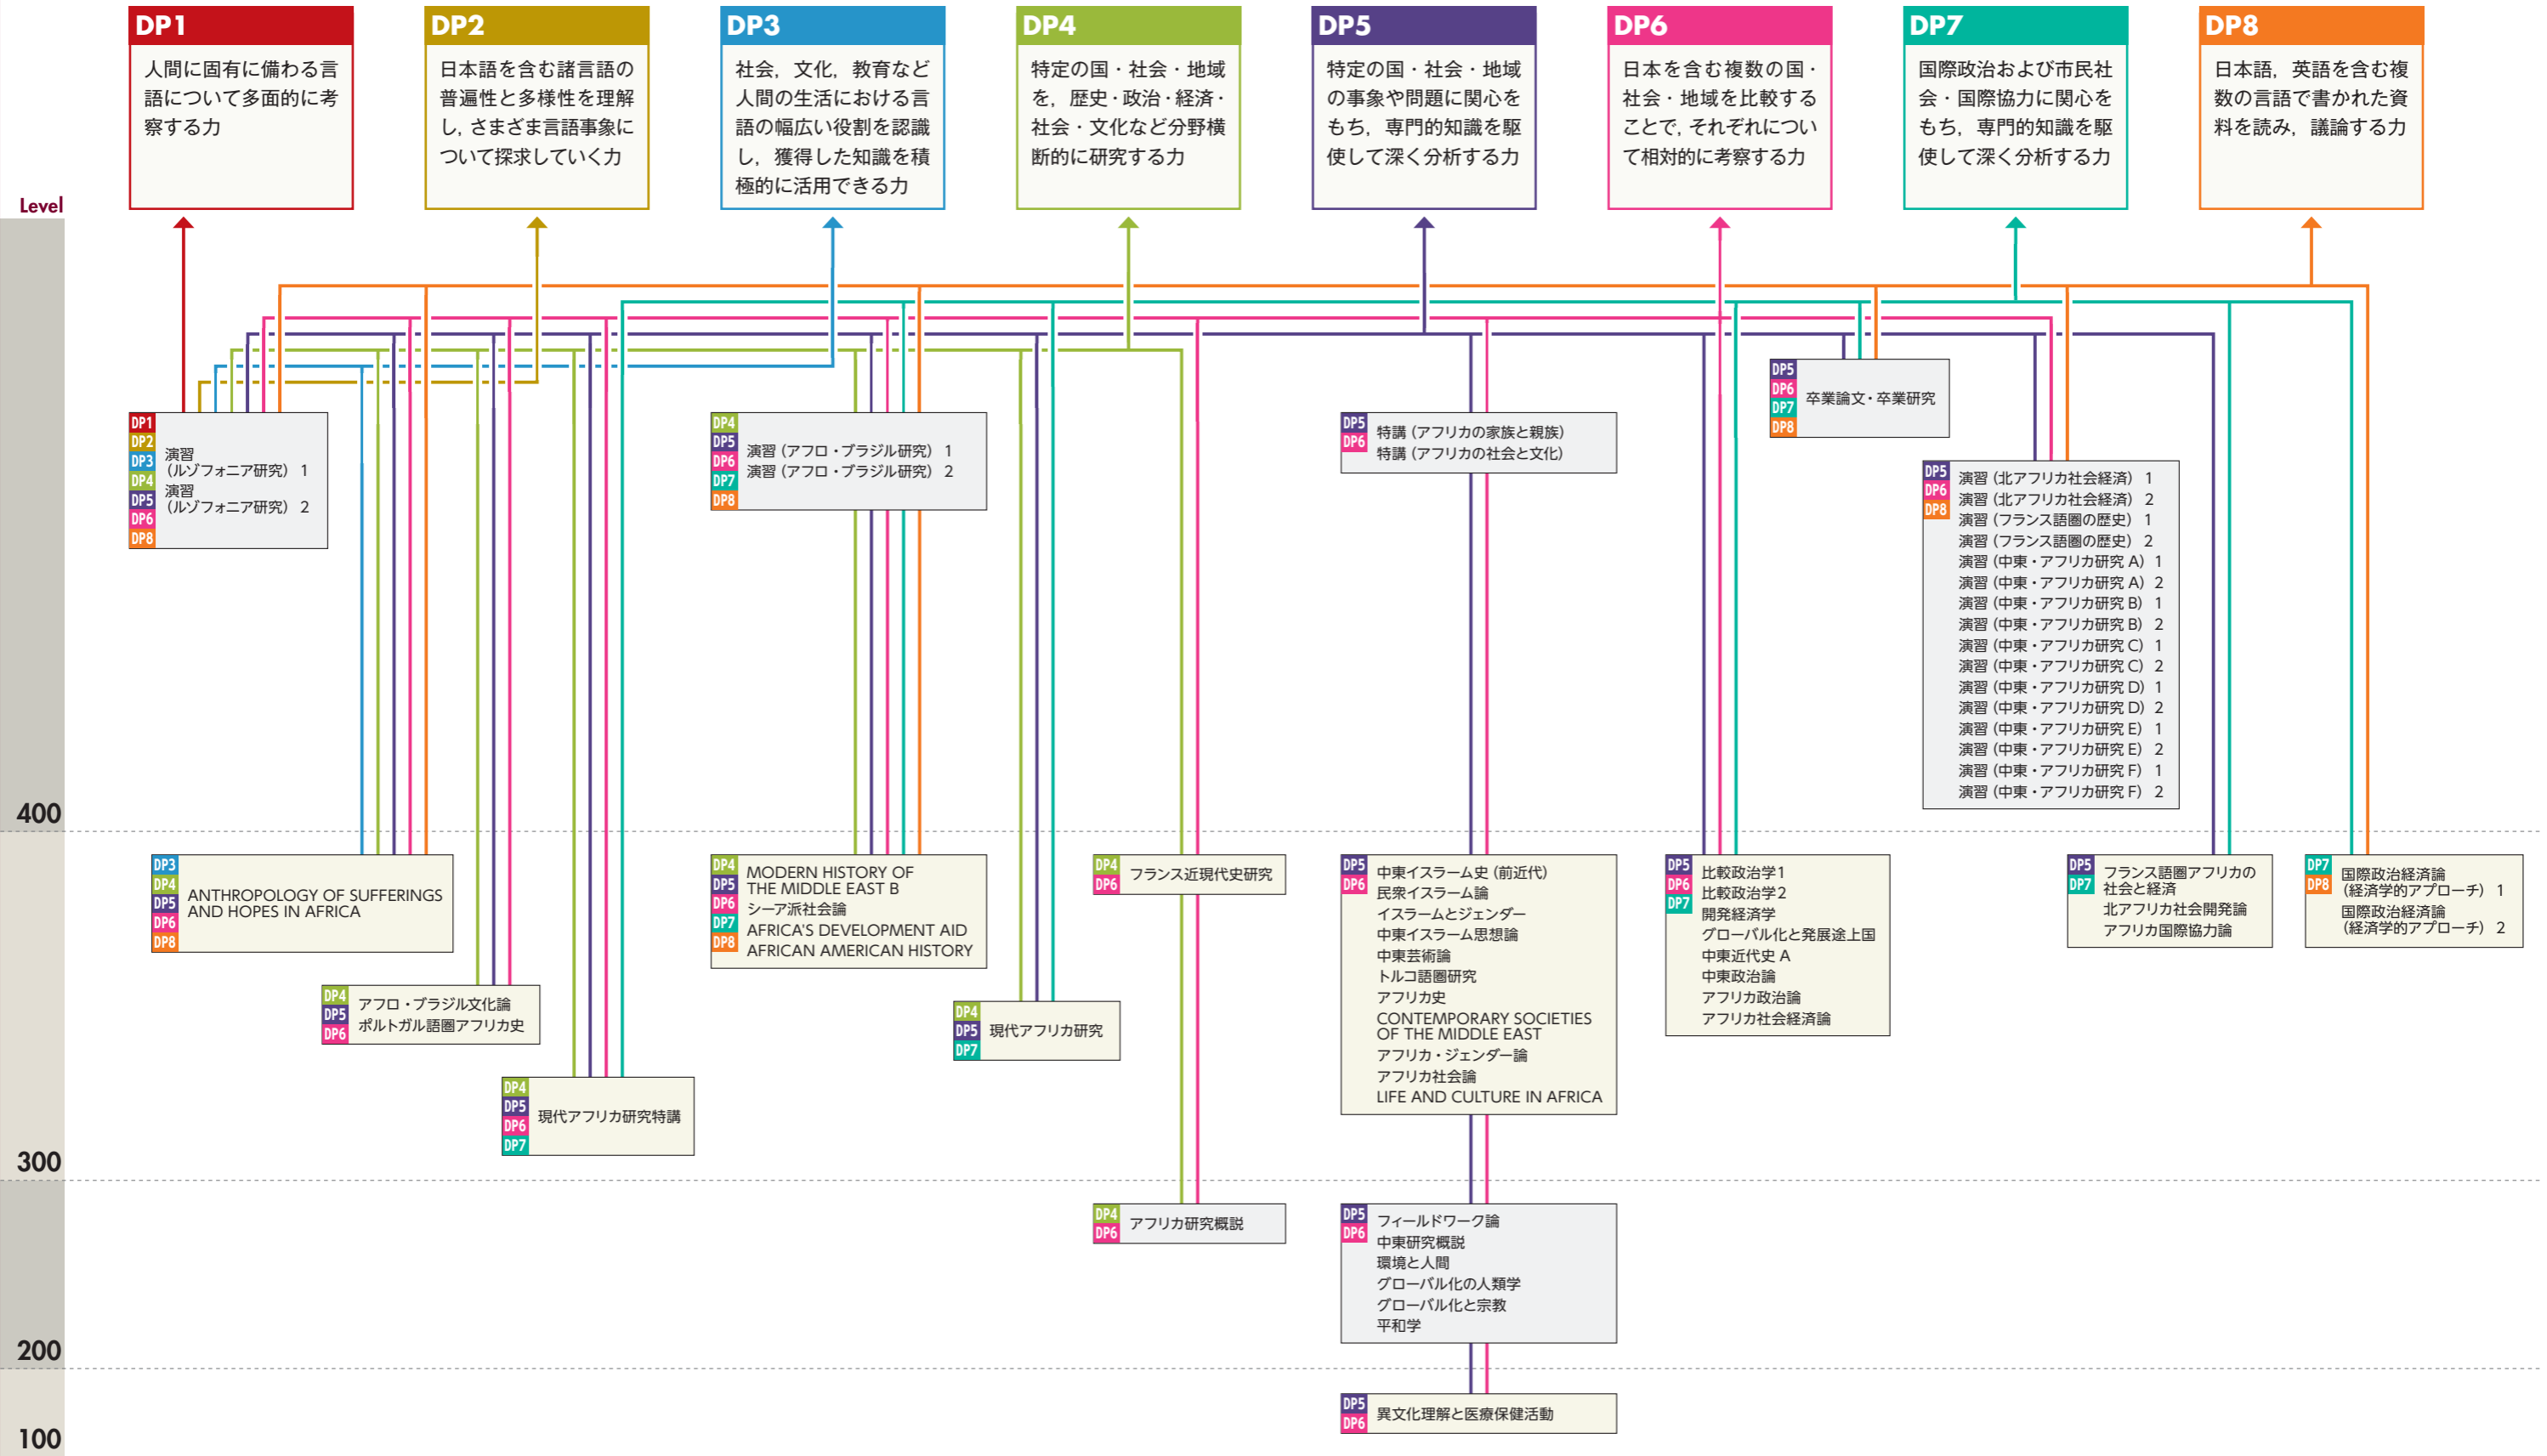 DP1
人間に固有に備わる言
語について多面的に考
察する力
DP2
日本語を含む諸言語の
普遍性と多様性を理解
し,さまざま言語事象に
ついて探求していく力
DP3
社会，文化，教育など
人間の生活における言
語の幅広い役割を認識
し，獲得した知識を積
極的に活用できる力
DP4
特定の国・社会・地域
を，歴史・政治・経済・
社会・文化など分野横
断的に研究する力
DP5
特定の国・社会・地域
の事象や問題に関心を
もち，専門的知識を駆
使して深く分析する力
DP6
日本を含む複数の国・
社会・地域を比較する
ことで,それぞれについ
て相対的に考察する力
DP7
国際政治および市民社
会・国際協力に関心を
もち，専門的知識を駆
使して深く分析する力
DP8
日本語，英語を含む複
数の言語で書かれた資
料を読み，議論する力
Level
DP1
DP2
DP3
DP4
DP5
DP6
DP8
演習
（ルゾフォニア研究） 1
演習
（ルゾフォニア研究） 2
DP4
DP5
DP6
DP7
DP8
演習（アフロ・ブラジル研究） 1
演習（アフロ・ブラジル研究） 2
DP5
DP6
特講（アフリカの家族と親族）
特講（アフリカの社会と文化）
DP5
DP6
DP7
DP8
卒業論文・卒業研究
DP5
DP6
DP8
演習（北アフリカ社会経済） 1
演習（北アフリカ社会経済） 2
演習（フランス語圏の歴史） 1
演習（フランス語圏の歴史） 2
演習（中東・アフリカ研究 A） 1
演習（中東・アフリカ研究 A） 2
演習（中東・アフリカ研究 B） 1
演習（中東・アフリカ研究 B） 2
演習（中東・アフリカ研究 C） 1
演習（中東・アフリカ研究 C） 2
演習（中東・アフリカ研究 D） 1
演習（中東・アフリカ研究 D） 2
演習（中東・アフリカ研究 E） 1
演習（中東・アフリカ研究 E） 2
演習（中東・アフリカ研究 F） 1
演習（中東・アフリカ研究 F） 2
400
DP3
DP4
DP5
DP6
DP8
ANTHROPOLOGY OF SUFFERINGS
AND HOPES IN AFRICA
DP4
DP5
DP6
アフロ・ブラジル文化論
ポルトガル語圏アフリカ史
DP4
DP5
DP6
DP7
現代アフリカ研究特講
DP4
DP5
DP6
DP7
DP8
MODERN HISTORY OF
THE MIDDLE EAST B
シーア派社会論
AFRICA'S DEVELOPMENT AID
AFRICAN AMERICAN HISTORY
DP4
DP5
DP7
現代アフリカ研究
DP4
DP6
フランス近現代史研究
DP5
DP6
中東イスラーム史（前近代）
民衆イスラーム論
イスラームとジェンダー
中東イスラーム思想論
中東芸術論
トルコ語圏研究
アフリカ史
CONTEMPORARY SOCIETIES
OF THE MIDDLE EAST
アフリカ・ジェンダー論
アフリカ社会論
LIFE AND CULTURE IN AFRICA
DP5
DP6
DP7
比較政治学1
比較政治学2
開発経済学
グローバル化と発展途上国
中東近代史 A
中東政治論
アフリカ政治論
アフリカ社会経済論
DP5
DP7
フランス語圏アフリカの
社会と経済
北アフリカ社会開発論
アフリカ国際協力論
DP7
DP8
国際政治経済論
（経済学的アプローチ） 1
国際政治経済論
（経済学的アプローチ） 2
300
DP4
DP6
アフリカ研究概説
DP5
DP6
フィールドワーク論
中東研究概説
環境と人間
グローバル化の人類学
グローバル化と宗教
平和学
200
DP5
DP6
異文化理解と医療保健活動
100